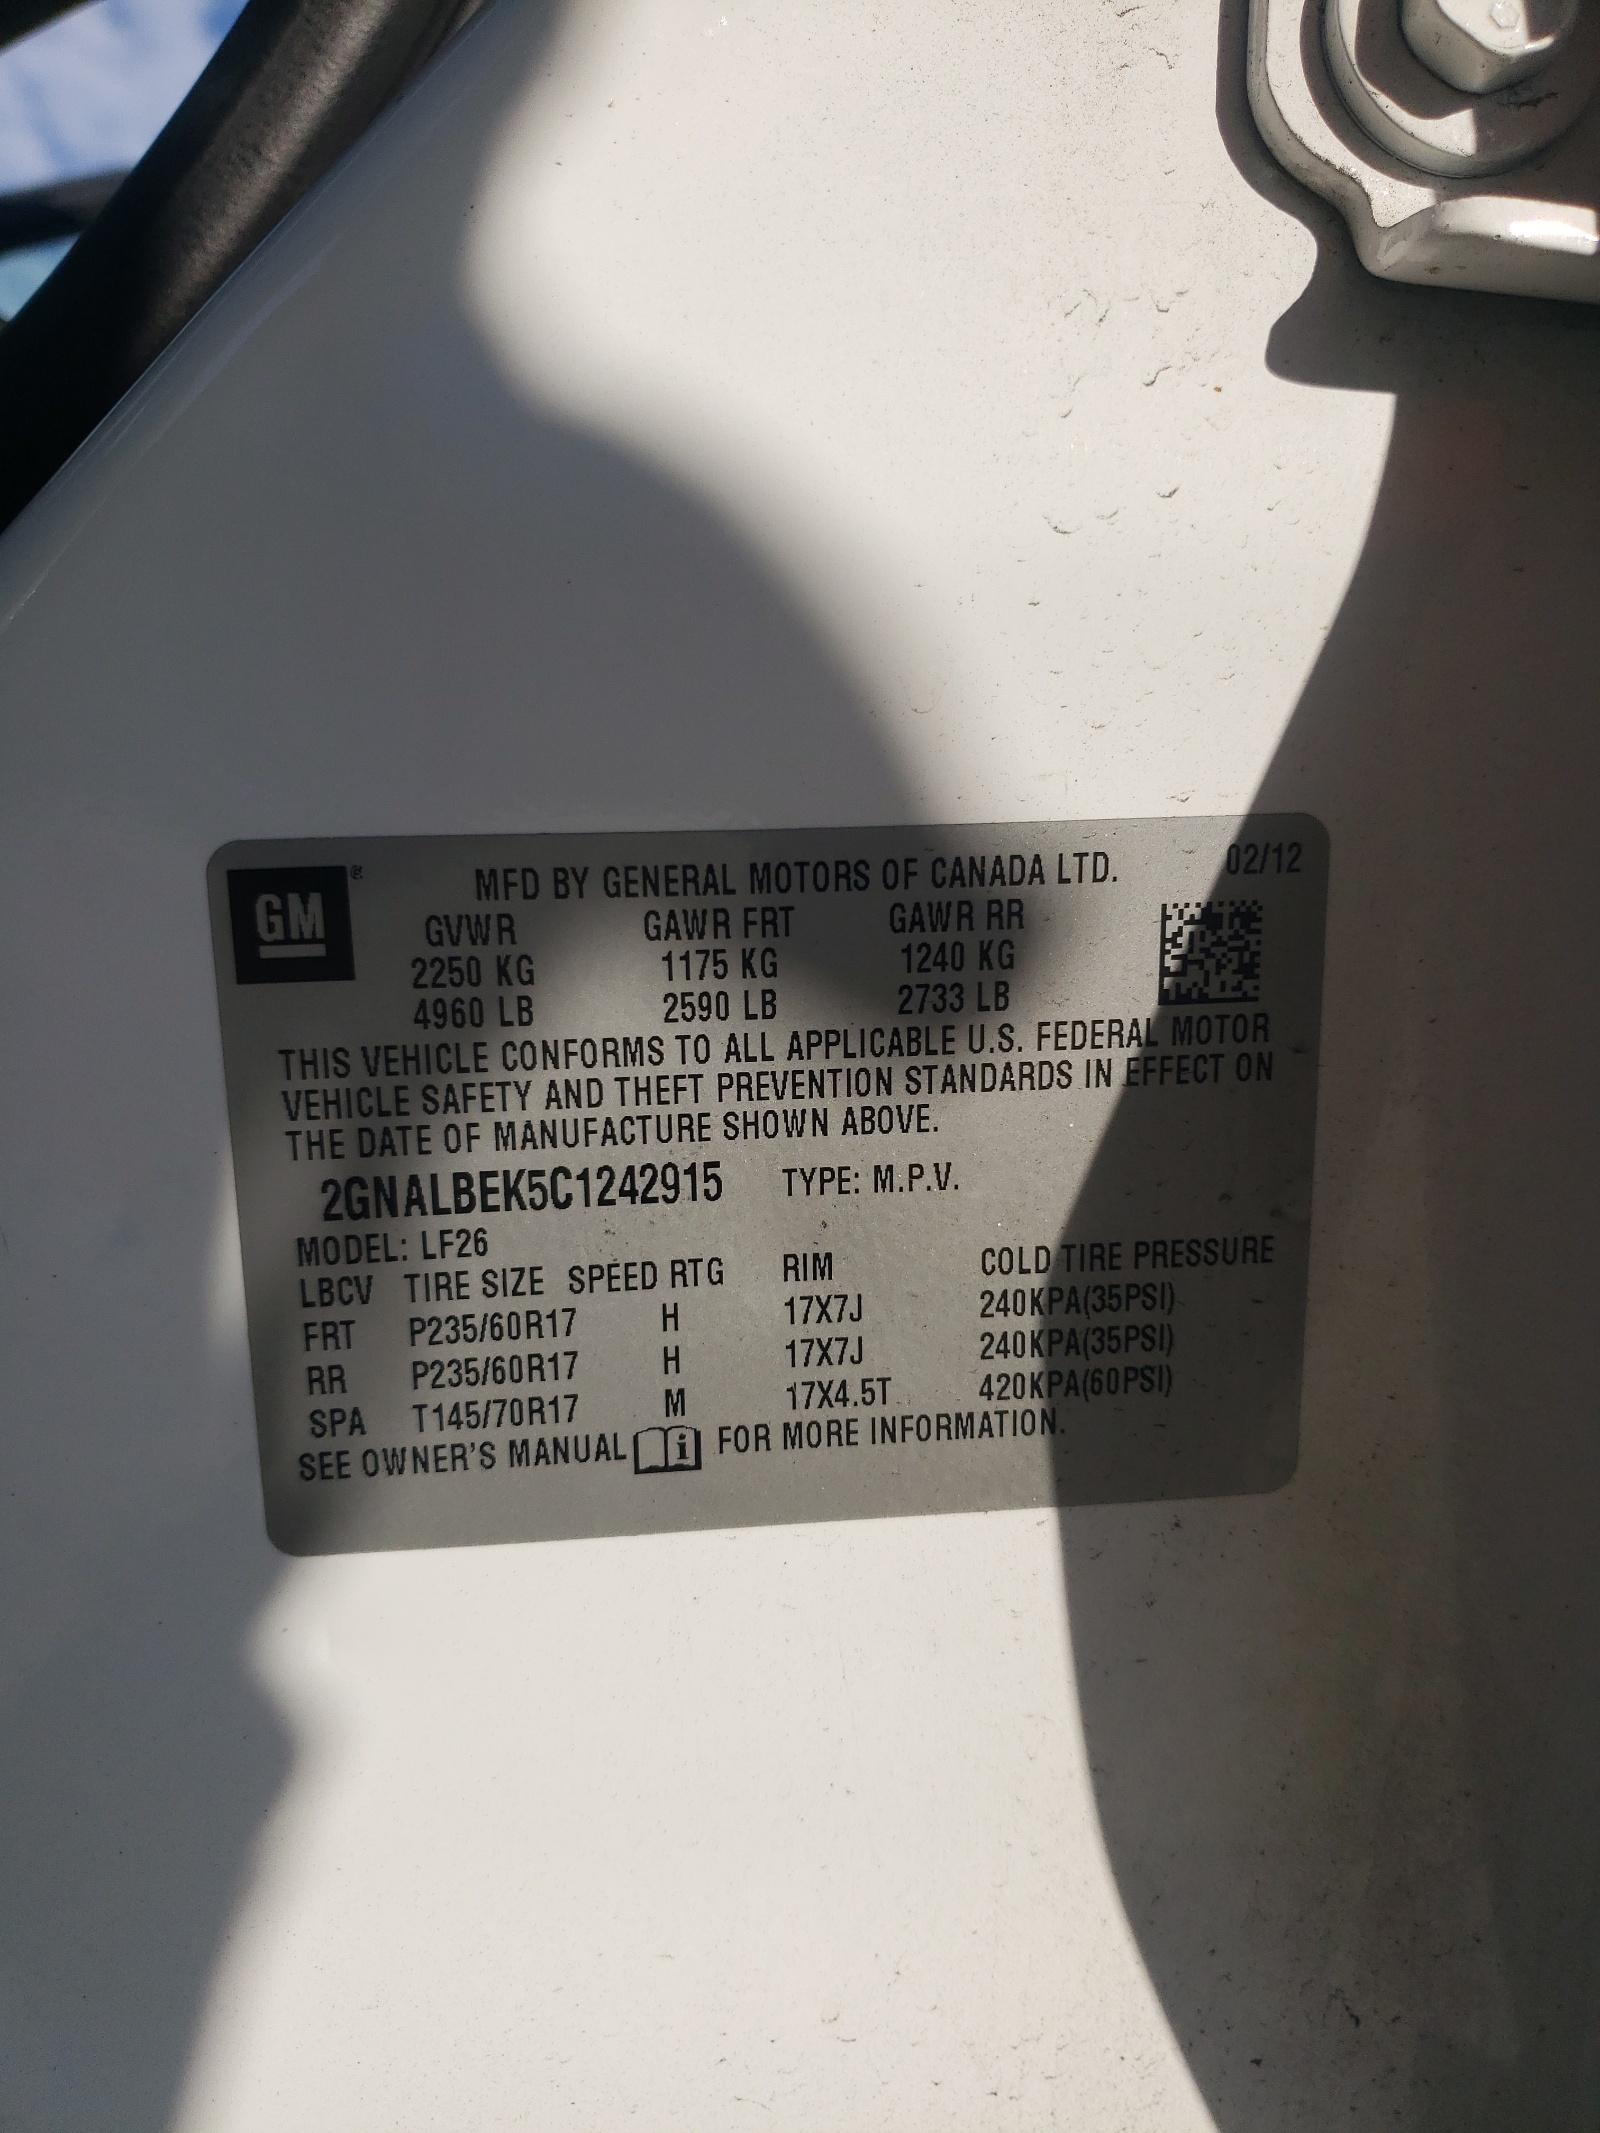 GM ® MFD BY GENERAL MOTORS OF CANADA LTD. 02/12
GVWR GAWR FRT GAWR RR
2250 KG 1175 KG 1240 KG
4960 LB 2590 LB 2733 LB
THIS VEHICLE CONFORMS TO ALL APPLICABLE U.S. FEDERAL MOTOR
VEHICLE SAFETY AND THEFT PREVENTION STANDARDS IN EFFECT ON
THE DATE OF MANUFACTURE SHOWN ABOVE.
2GNALBEK5C1242915 TYPE: M.P.V.
MODEL: LF26
LBCV TIRE SIZE SPEED RTG RIM COLD TIRE PRESSURE
FRT P235/60R17 H 17X7J 240KPA(35PSI)
RR P235/60R17 H 17X7J 240KPA(35PSI)
SPA T145/70R17 M 17X4.5T 420KPA(60PSI)
SEE OWNER'S MANUAL i FOR MORE INFORMATION.